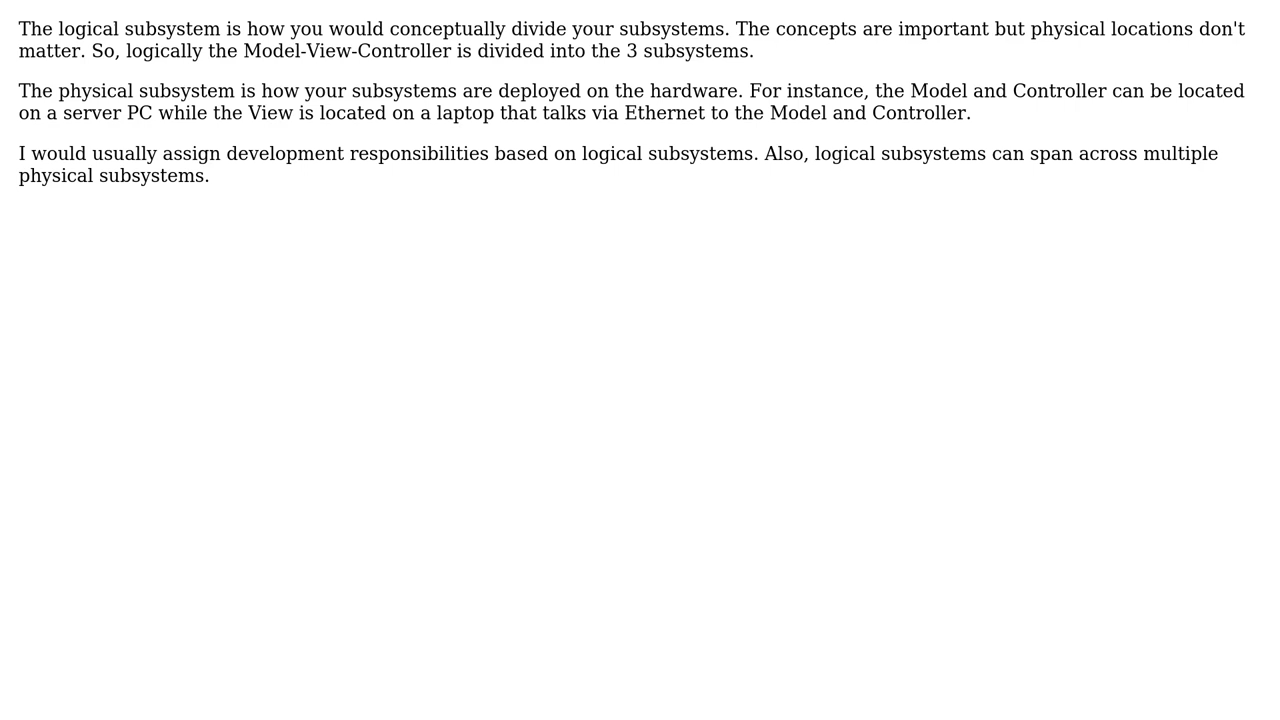 The logical subsystem is how you would conceptually divide your subsystems. The concepts are important but physical locations don't
matter. So, logically the Model-View-Controller is divided into the 3 subsystems.
The physical subsystem is how your subsystems are deployed on the hardware. For instance, the Model and Controller can be located
on a server PC while the View is located on a laptop that talks via Ethernet to the Model and Controller.
I would usually assign development responsibilities based on logical subsystems. Also, logical subsystems can span across multiple
physical subsystems.